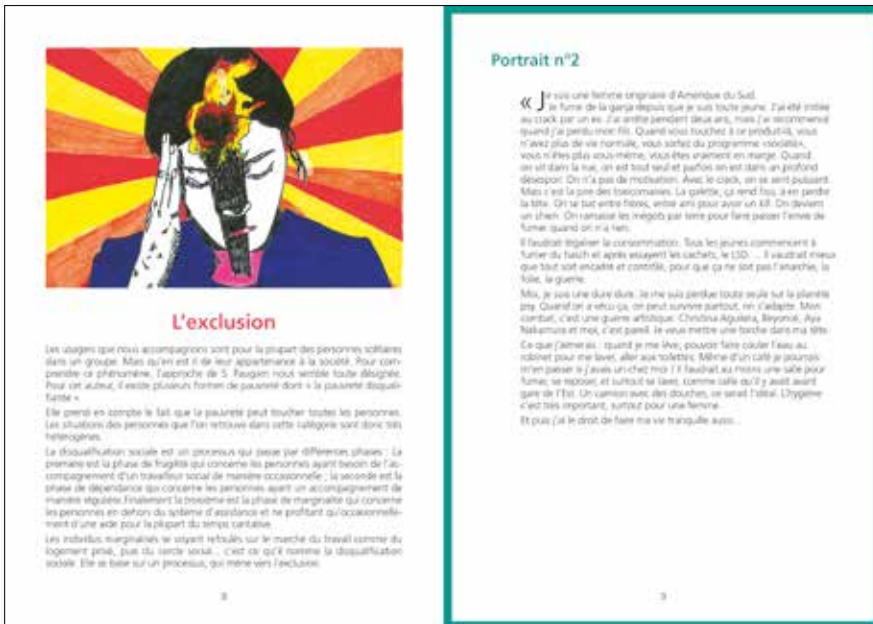 L'exclusion
Les usagers que nous accompagnons sont pour la plupart des personnes solitaires
dans un groupe. Mais qu'en est il de leur appartenance à la société. Pour com-
prendre ce phénomène, l'approche de S. Paugam nous semble toute désignée.
Pour cet auteur, il existe plusieurs formes de pauvreté dont « la pauvreté disquali-
fiante ».
Elle prend en compte le fait que la pauvreté peut toucher toutes les personnes.
Les situations des personnes que l'on retrouve dans cette catégorie sont donc très
hétérogènes.
La disqualification sociale est un processus qui passe par différentes phases : La
première est la phase de fragilité qui concerne les personnes ayant besoin de l'ac-
compagnement d'un travailleur social de manière occasionnelle ; la seconde est la
phase de dépendance qui concerne les personnes ayant un accompagnement de
manière régulière. Finalement la troisième est la phase de marginalité qui concerne
les personnes en dehors du système d'assistance et ne profitant qu'occasionnelle-
ment d'une aide pour la plupart du temps caritative.
Les individus marginalisés se voyant refoulés sur le marché du travail comme du
logement privé, puis du cercle social... c'est ce qu'il nomme la disqualification
sociale. Elle se base sur un processus, qui mène vers l'exclusion.
8
Portrait n°2
« Je suis une femme originaire d'Amérique du Sud.
Je fume de la ganja depuis que je suis toute jeune. J'ai été initiée
au crack par un ex. J'ai arrêté pendant deux ans, mais j'ai recommencé
quand j'ai perdu mon fils. Quand vous touchez à ce produit-là, vous
n'avez plus de vie normale, vous sortez du programme «société»,
vous n'êtes plus vous-même, vous êtes vraiment en marge. Quand
on vit dans la rue, on est tout seul et parfois on est dans un profond
désespoir. On n'a pas de motivation. Avec le crack, on se sent puissant.
Mais c'est la pire des toxicomanies. La galette, ça rend fou, à en perdre
la tête. On se bat entre frères, entre ami pour avoir un kif. On devient
un chien. On ramasse les mégots par terre pour faire passer l'envie de
fumer quand on n'a rien.
Il faudrait légaliser la consommation. Tous les jeunes commencent à
fumer du hasch et après essayent les cachets, le LSD. ... Il vaudrait mieux
que tout soit encadré et contrôlé, pour que ça ne soit pas l'anarchie, la
folie, la guerre.
Moi, je suis une dure dure. Je me suis perdue toute seule sur la planète
psy. Quand on a vécu ça, on peut survivre partout, on s'adapte. Mon
combat, c'est une guerre artistique. Christina Aguilera, Beyoncé, Aya
Nakamura et moi, c'est pareil. Je veux mettre une torche dans ma tête.
Ce que j'aimerais : quand je me lève, pouvoir faire couler l'eau au
robinet pour me laver, aller aux toilettes. Même d'un café je pourrais
m'en passer si j'avais un chez moi ! Il faudrait au moins une salle pour
fumer, se reposer, et surtout se laver, comme celle qu'il y avait avant
gare de l'Est. Un camion avec des douches, ce serait l'idéal. L'hygiène
c'est très important, surtout pour une femme.
Et puis j'ai le droit de faire ma vie tranquille aussi...
9